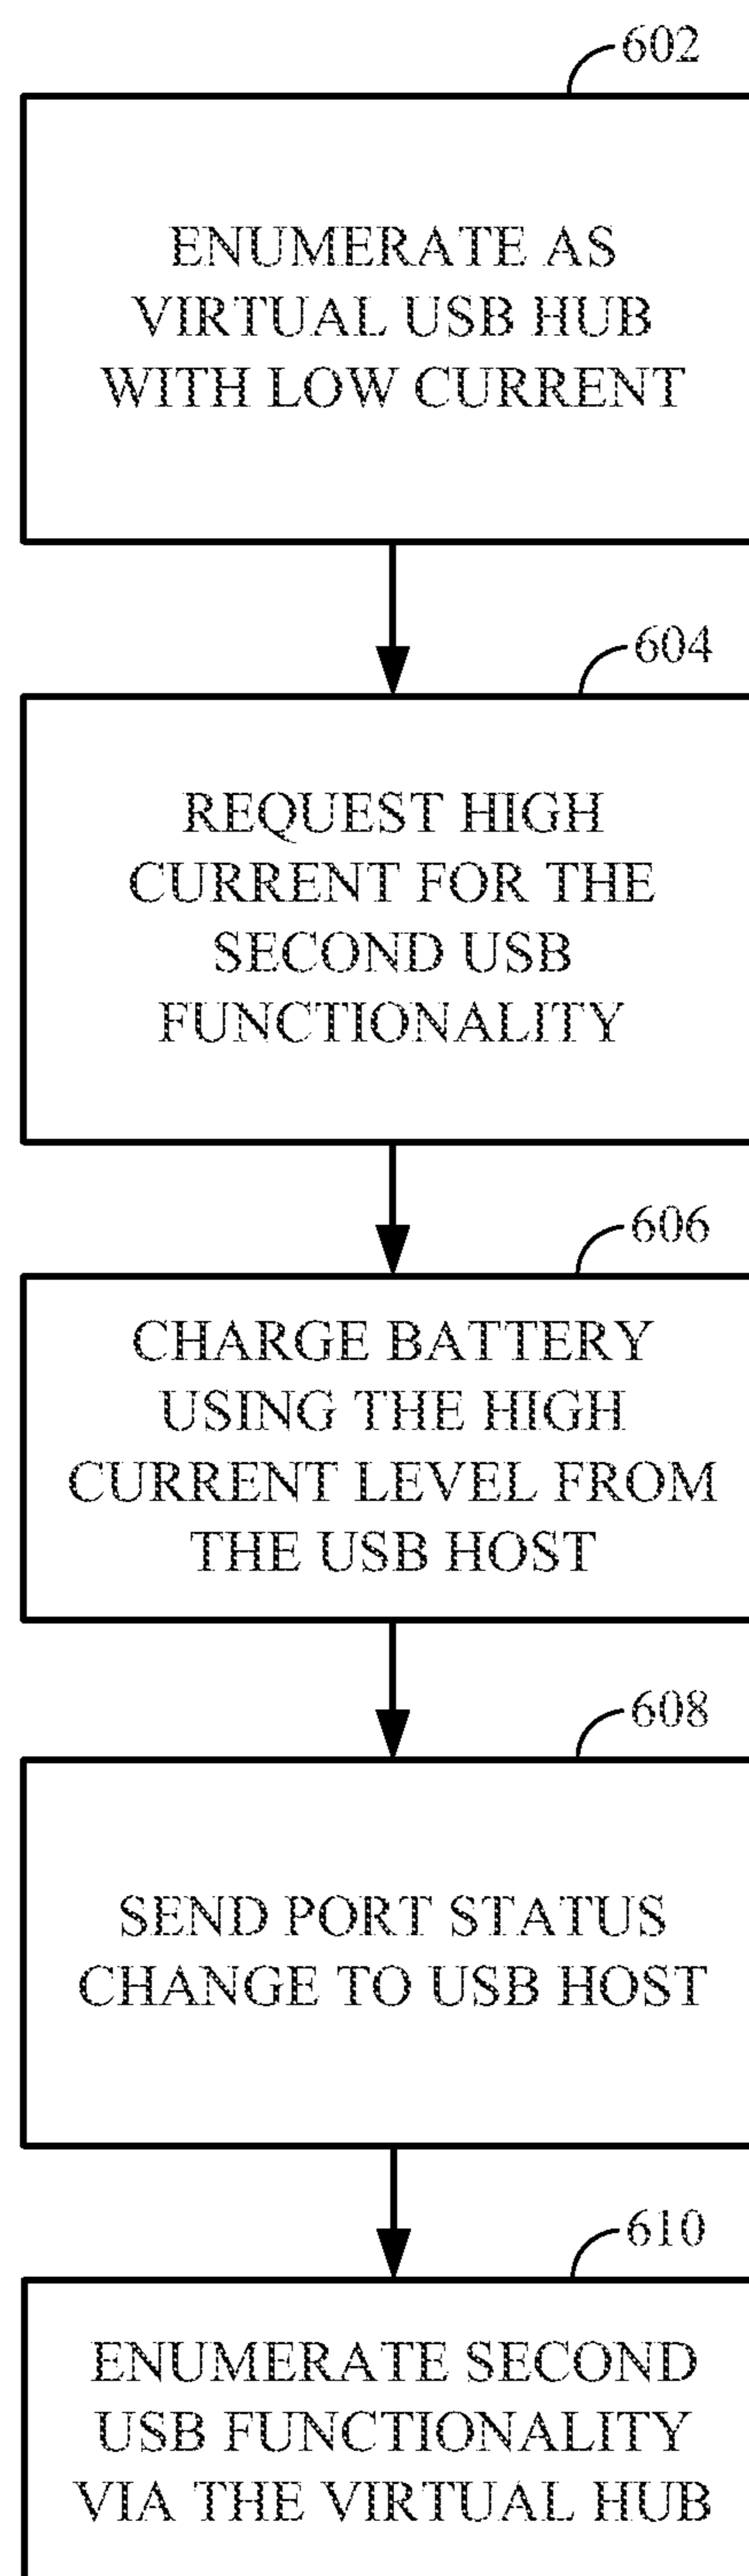 602
ENUMERATE AS
VIRTUAL USB HUB
WITH LOW CURRENT
604
REQUEST HIGH
CURRENT FOR THE
SECOND USB
FUNCTIONALITY
606
CHARGE BATTERY
USING THE HIGH
CURRENT LEVEL FROM
THE USB HOST
608
SEND PORT STATUS
CHANGE TO USB HOST
610
ENUMERATE SECOND
USB FUNCTIONALITY
VIA THE VIRTUAL HUB